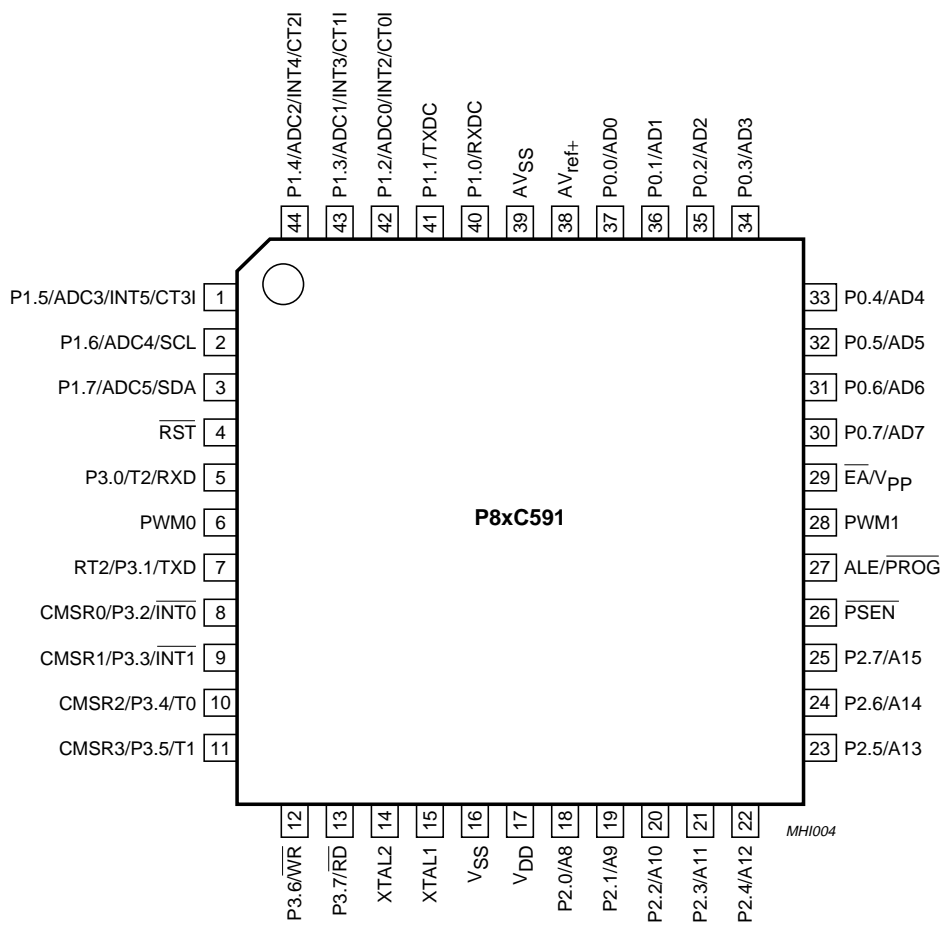 P1.4/ADC2/INT4/CT2I
P1.3/ADC1/INT3/CT1I
P1.2/ADC0/INT2/CT0I
P1.1/TXDC
P1.0/RXDC
AVSS
AVref+
P0.0/AD0
P0.1/AD1
P0.2/AD2
P0.3/AD3
44
43
42
41
40
39
38
37
36
35
34
P1.5/ADC3/INT5/CT3I 1
P1.6/ADC4/SCL 2
P1.7/ADC5/SDA 3
R̅S̅T̅ 4
P3.0/T2/RXD 5
PWM0 6
RT2/P3.1/TXD 7
CMSR0/P3.2/I̅N̅T̅0̅ 8
CMSR1/P3.3/I̅N̅T̅1̅ 9
CMSR2/P3.4/T0 10
CMSR3/P3.5/T1 11
P8xC591
33 P0.4/AD4
32 P0.5/AD5
31 P0.6/AD6
30 P0.7/AD7
29 E̅A̅/VPP
28 PWM1
27 ALE/P̅R̅O̅G̅
26 P̅S̅E̅N̅
25 P2.7/A15
24 P2.6/A14
23 P2.5/A13
12
13
14
15
16
17
18
19
20
21
22
P3.6/W̅R̅
P3.7/R̅D̅
XTAL2
XTAL1
VSS
VDD
P2.0/A8
P2.1/A9
P2.2/A10
P2.3/A11
P2.4/A12
MHI004